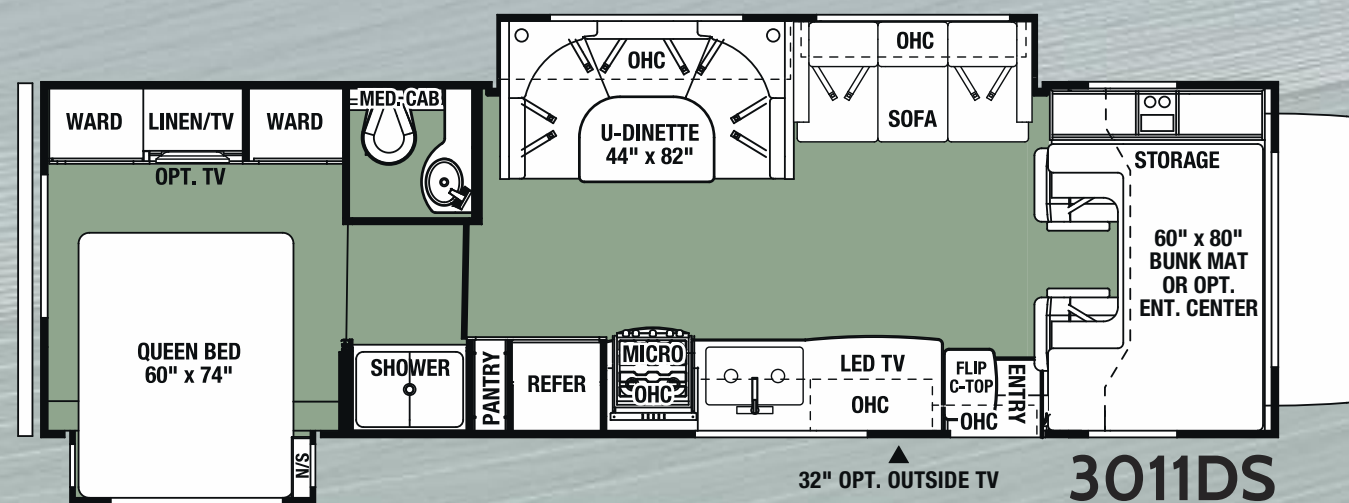 WARD
LINEN/TV
WARD
OPT. TV
MED. CAB
OHC
U-DINETTE
44" x 82"
OHC
SOFA
STORAGE
60" x 80"
BUNK MAT
OR OPT.
ENT. CENTER
QUEEN BED
60" x 74"
N/S
SHOWER
PANTRY
REFER
MICRO
OHC
LED TV
OHC
FLIP
C-TOP
OHC
ENTRY
32" OPT. OUTSIDE TV
3011DS